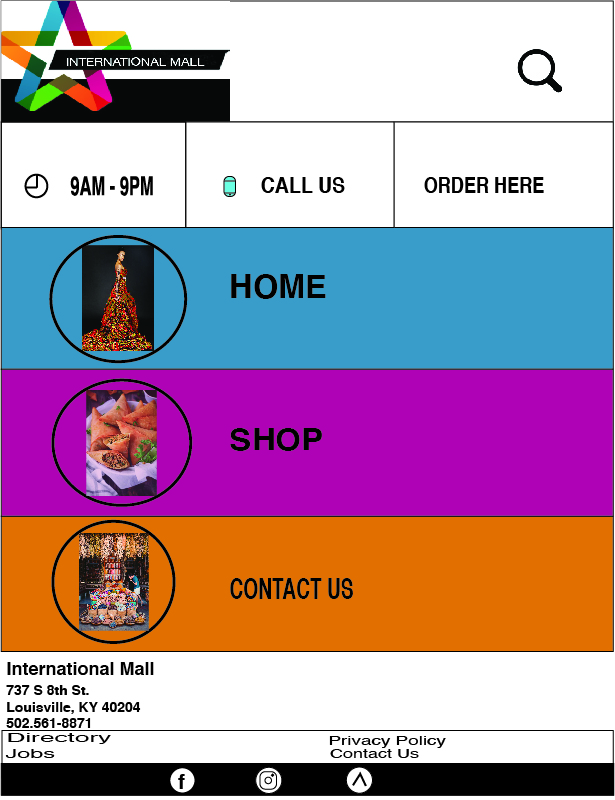 INTERNATIONAL MALL
9AM - 9PM
CALL US
ORDER HERE
HOME
SHOP
CONTACT US
International Mall
737 S 8th St.
Louisville, KY 40204
502.561-8871
Directory
Privacy Policy
Jobs
Contact Us